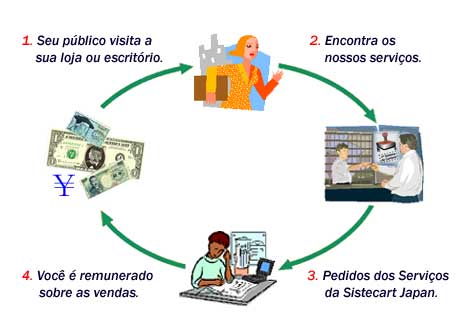 1. Seu público visita a
sua loja ou escritório.
2. Encontra os
nossos serviços.
3. Pedidos dos Serviços
da Sistecart Japan.
4. Você é remunerado
sobre as vendas.
¥